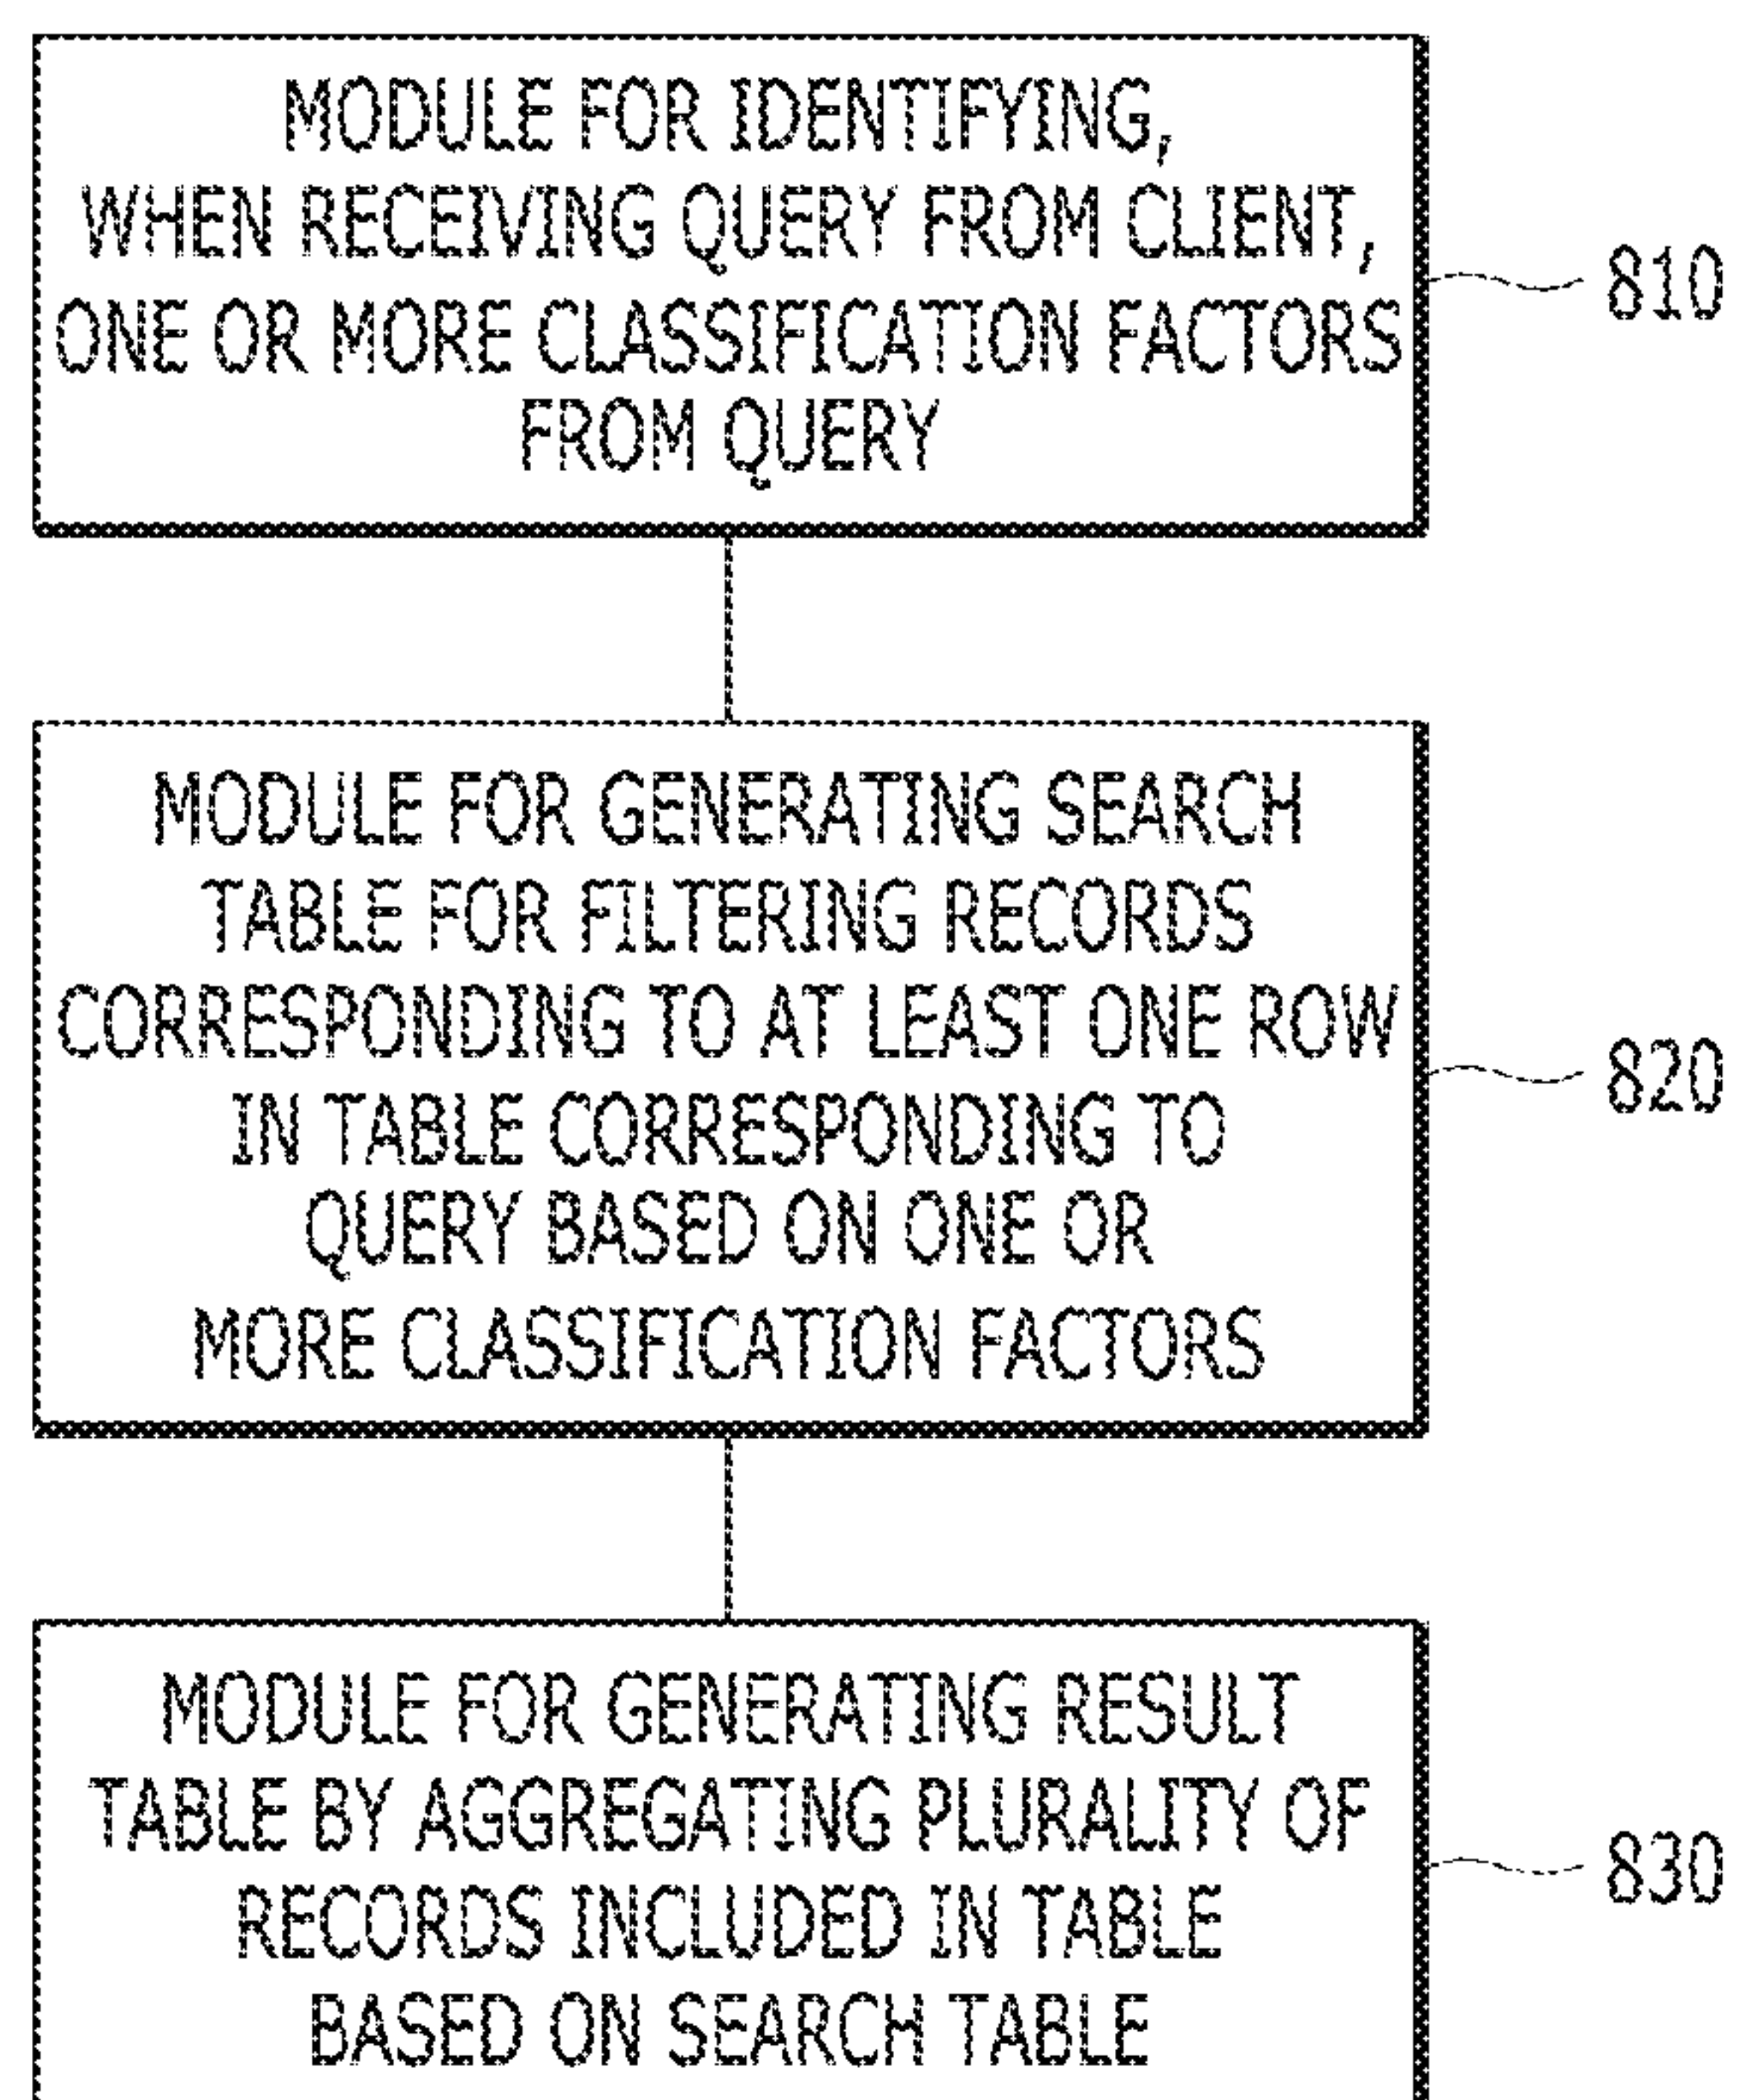 MODULE FOR IDENTIFYING,
WHEN RECEIVING QUERY FROM CLIENT,
ONE OR MORE CLASSIFICATION FACTORS
FROM QUERY
810
MODULE FOR GENERATING SEARCH
TABLE FOR FILTERING RECORDS
CORRESPONDING TO AT LEAST ONE ROW
IN TABLE CORRESPONDING TO
QUERY BASED ON ONE OR
MORE CLASSIFICATION FACTORS
820
MODULE FOR GENERATING RESULT
TABLE BY AGGREGATING PLURALITY OF
RECORDS INCLUDED IN TABLE
BASED ON SEARCH TABLE
830